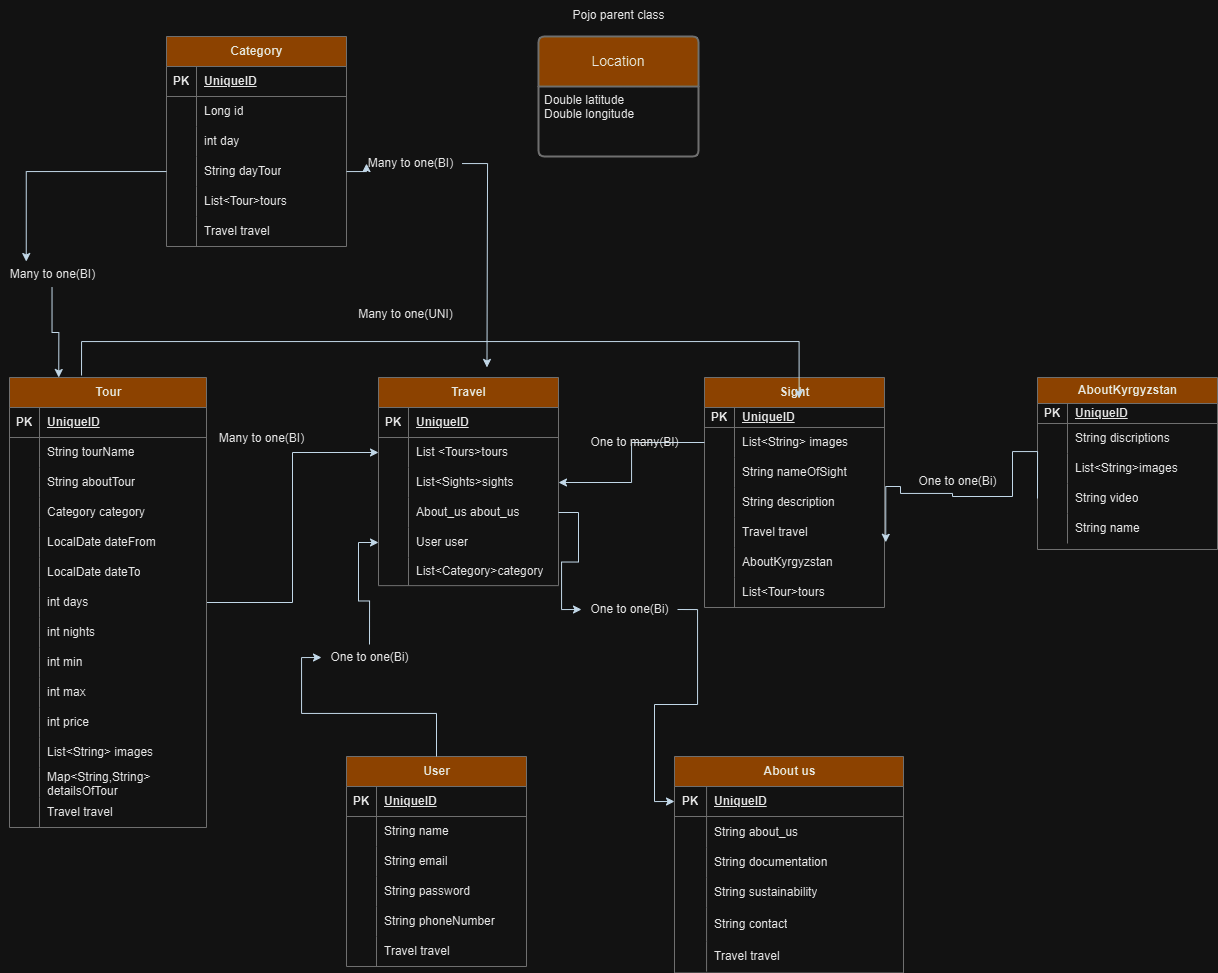 Pojo parent class
Category
PK UniqueID
Long id
int day
String dayTour
List<Tour>tours
Travel travel
Location
Double latitude
Double longitude
Many to one(BI)
Many to one(BI)
Many to one(UNI)
Tour
PK UniqueID
String tourName
String aboutTour
Category category
LocalDate dateFrom
LocalDate dateTo
int days
int nights
int min
int max
int price
List<String> images
Map<String,String>
detailsOfTour
Travel travel
Many to one(BI)
Travel
PK UniqueID
List <Tours>tours
List<Sights>sights
About_us about_us
User user
List<Category>category
One to many(BI)
Sight
PK UniqueID
List<String> images
String nameOfSight
String description
Travel travel
AboutKyrgyzstan
List<Tour>tours
One to one(Bi)
AboutKyrgyzstan
PK UniqueID
String discriptions
List<String>images
String video
String name
One to one(Bi)
One to one(Bi)
User
PK UniqueID
String name
String email
String password
String phoneNumber
Travel travel
About us
PK UniqueID
String about_us
String documentation
String sustainability
String contact
Travel travel